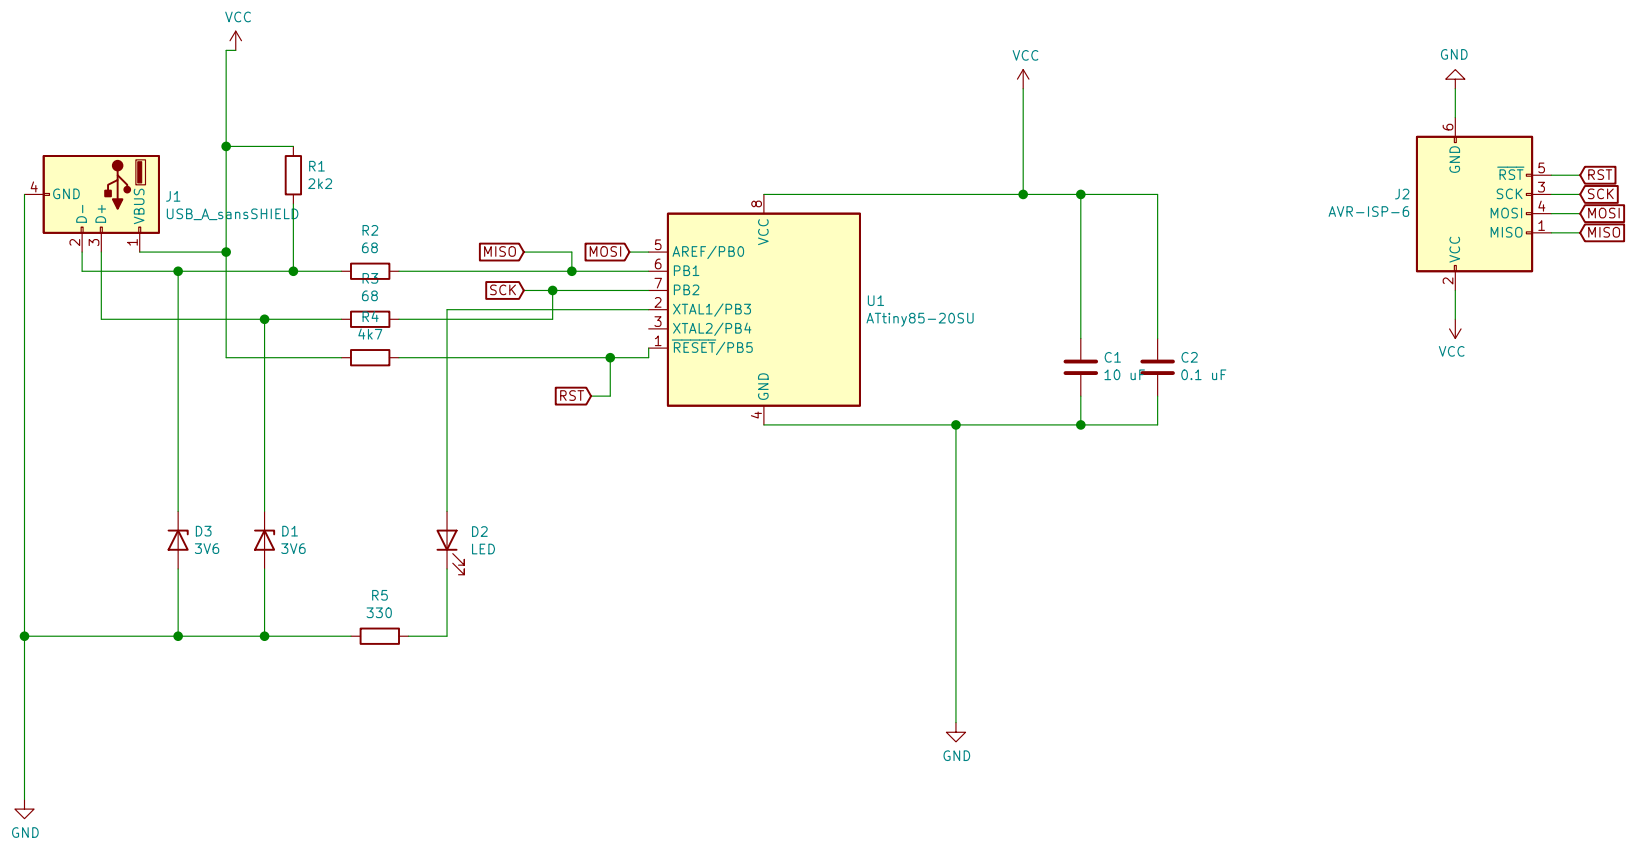 VCC
4
GND
D-
D+
VBUS
2
3
1
J1
USB_A_sansSHIELD
R1
2k2
R2
68
R3
68
R4
4k7
MISO
MOSI
SCK
RST
5
6
7
2
3
1
AREF/PB0
PB1
PB2
XTAL1/PB3
XTAL2/PB4
RESET/PB5
8
VCC
GND
4
U1
ATtiny85-20SU
VCC
C1
10 uF
C2
0.1 uF
GND
D3
3V6
D1
3V6
D2
LED
R5
330
GND
GND
6
GND
J2
AVR-ISP-6
RST
SCK
MOSI
MISO
5
3
4
1
RST
SCK
MOSI
MISO
VCC
2
VCC